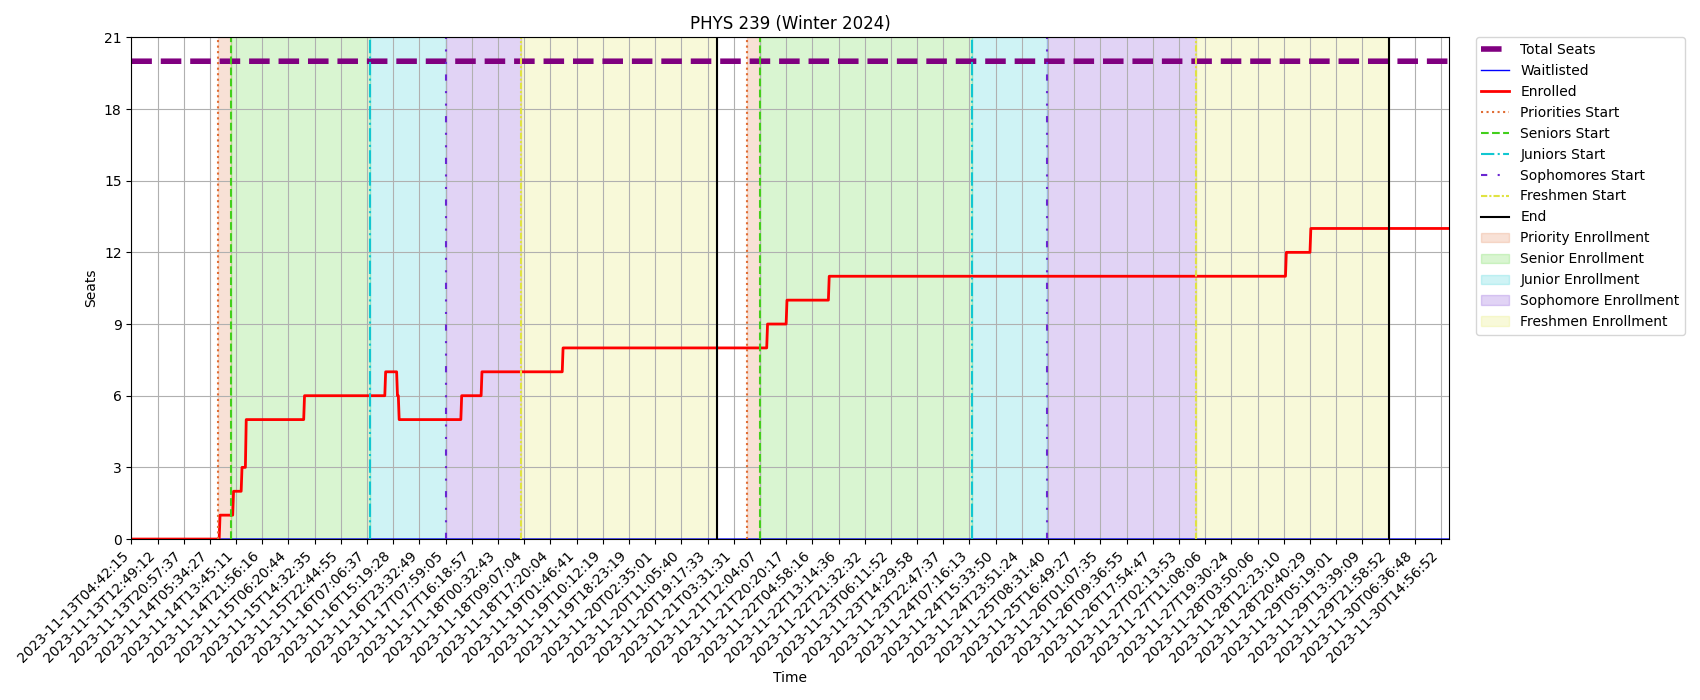 PHYS 239 (Winter 2024)
21
18
15
12
9
6
3
0
Seats
2023-11-13T04:42:15
2023-11-13T12:49:12
2023-11-13T20:57:37
2023-11-14T05:34:27
2023-11-14T13:45:11
2023-11-14T21:56:16
2023-11-15T06:20:44
2023-11-15T14:32:35
2023-11-15T22:44:55
2023-11-16T07:06:37
2023-11-16T15:19:28
2023-11-16T23:32:49
2023-11-17T07:59:05
2023-11-17T16:18:57
2023-11-18T00:32:43
2023-11-18T09:07:04
2023-11-18T17:20:04
2023-11-19T01:46:41
2023-11-19T10:12:19
2023-11-19T18:23:19
2023-11-20T02:35:01
2023-11-20T11:05:40
2023-11-20T19:17:33
2023-11-21T03:31:31
2023-11-21T12:04:07
2023-11-21T20:20:17
2023-11-22T04:58:16
2023-11-22T13:14:36
2023-11-22T21:32:32
2023-11-23T06:11:52
2023-11-23T14:29:58
2023-11-23T22:47:37
2023-11-24T07:16:13
2023-11-24T15:33:50
2023-11-24T23:51:24
2023-11-25T08:31:40
2023-11-25T16:49:27
2023-11-26T01:07:35
2023-11-26T09:36:55
2023-11-26T17:54:47
2023-11-27T02:13:53
2023-11-27T11:08:06
2023-11-27T19:30:24
2023-11-28T03:50:06
2023-11-28T12:23:10
2023-11-28T20:40:29
2023-11-29T05:19:01
2023-11-29T13:39:09
2023-11-29T21:58:52
2023-11-30T06:36:48
2023-11-30T14:56:52
Time
Total Seats
Waitlisted
Enrolled
Priorities Start
Seniors Start
Juniors Start
Sophomores Start
Freshmen Start
End
Priority Enrollment
Senior Enrollment
Junior Enrollment
Sophomore Enrollment
Freshmen Enrollment